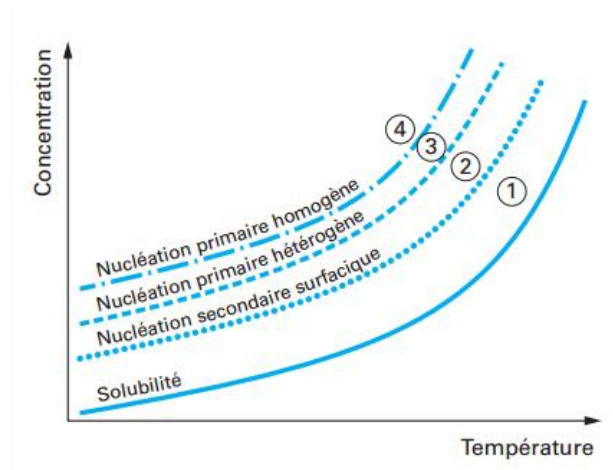 Concentration
④
③
②
①
Nucléation primaire homogène
Nucléation primaire hétérogène
Nucléation secondaire surfacique
Solubilité
Température